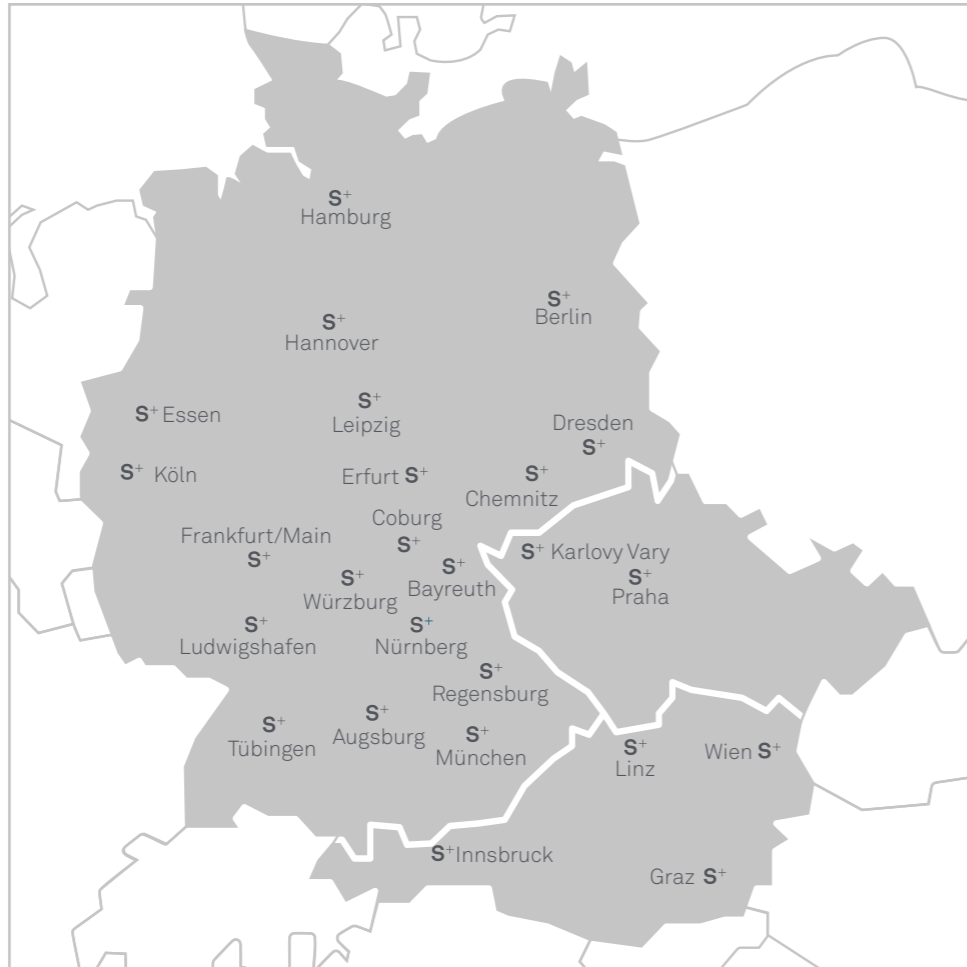 S+
Hamburg
S+
Berlin
S+
Hannover
S+
Leipzig
S+ Essen
Dresden
S+
S+ Köln
Erfurt S+
S+
Chemnitz
Coburg
S+
Frankfurt/Main
S+
S+ Karlovy Vary
S+
Bayreuth
S+
Praha
S+
Würzburg
S+
Ludwigshafen
S+
Nürnberg
S+
Regensburg
S+
Tübingen
S+
Augsburg
S+
München
S+
Linz
Wien S+
S+ Innsbruck
Graz S+